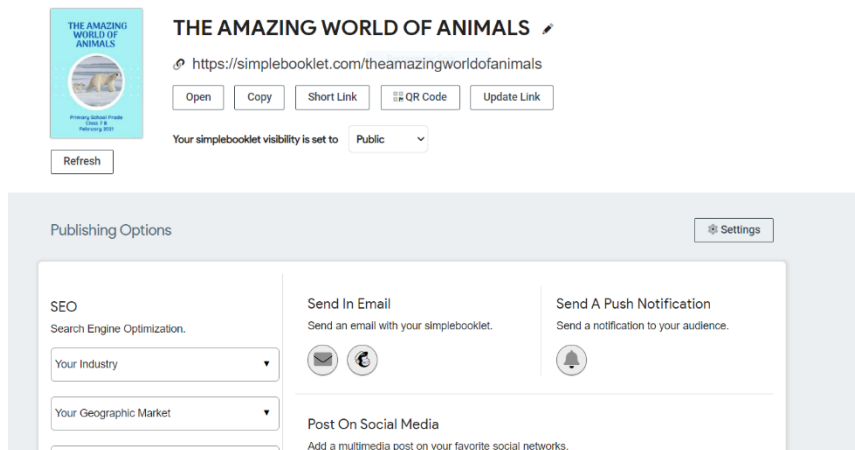 THE AMAZING
WORLD OF
ANIMALS
Primary School Prade
Class 7 B
February 2021
Refresh
THE AMAZING WORLD OF ANIMALS
https://simplebooklet.com/theamazingworldofanimals
Open
Copy
Short Link
QR Code
Update Link
Your simplebooklet visibility is set to
Public
Publishing Options
Settings
SEO
Search Engine Optimization.
Your Industry
Your Geographic Market
Send In Email
Send an email with your simplebooklet.
Send A Push Notification
Send a notification to your audience.
Post On Social Media
Add a multimedia post on your favorite social networks.